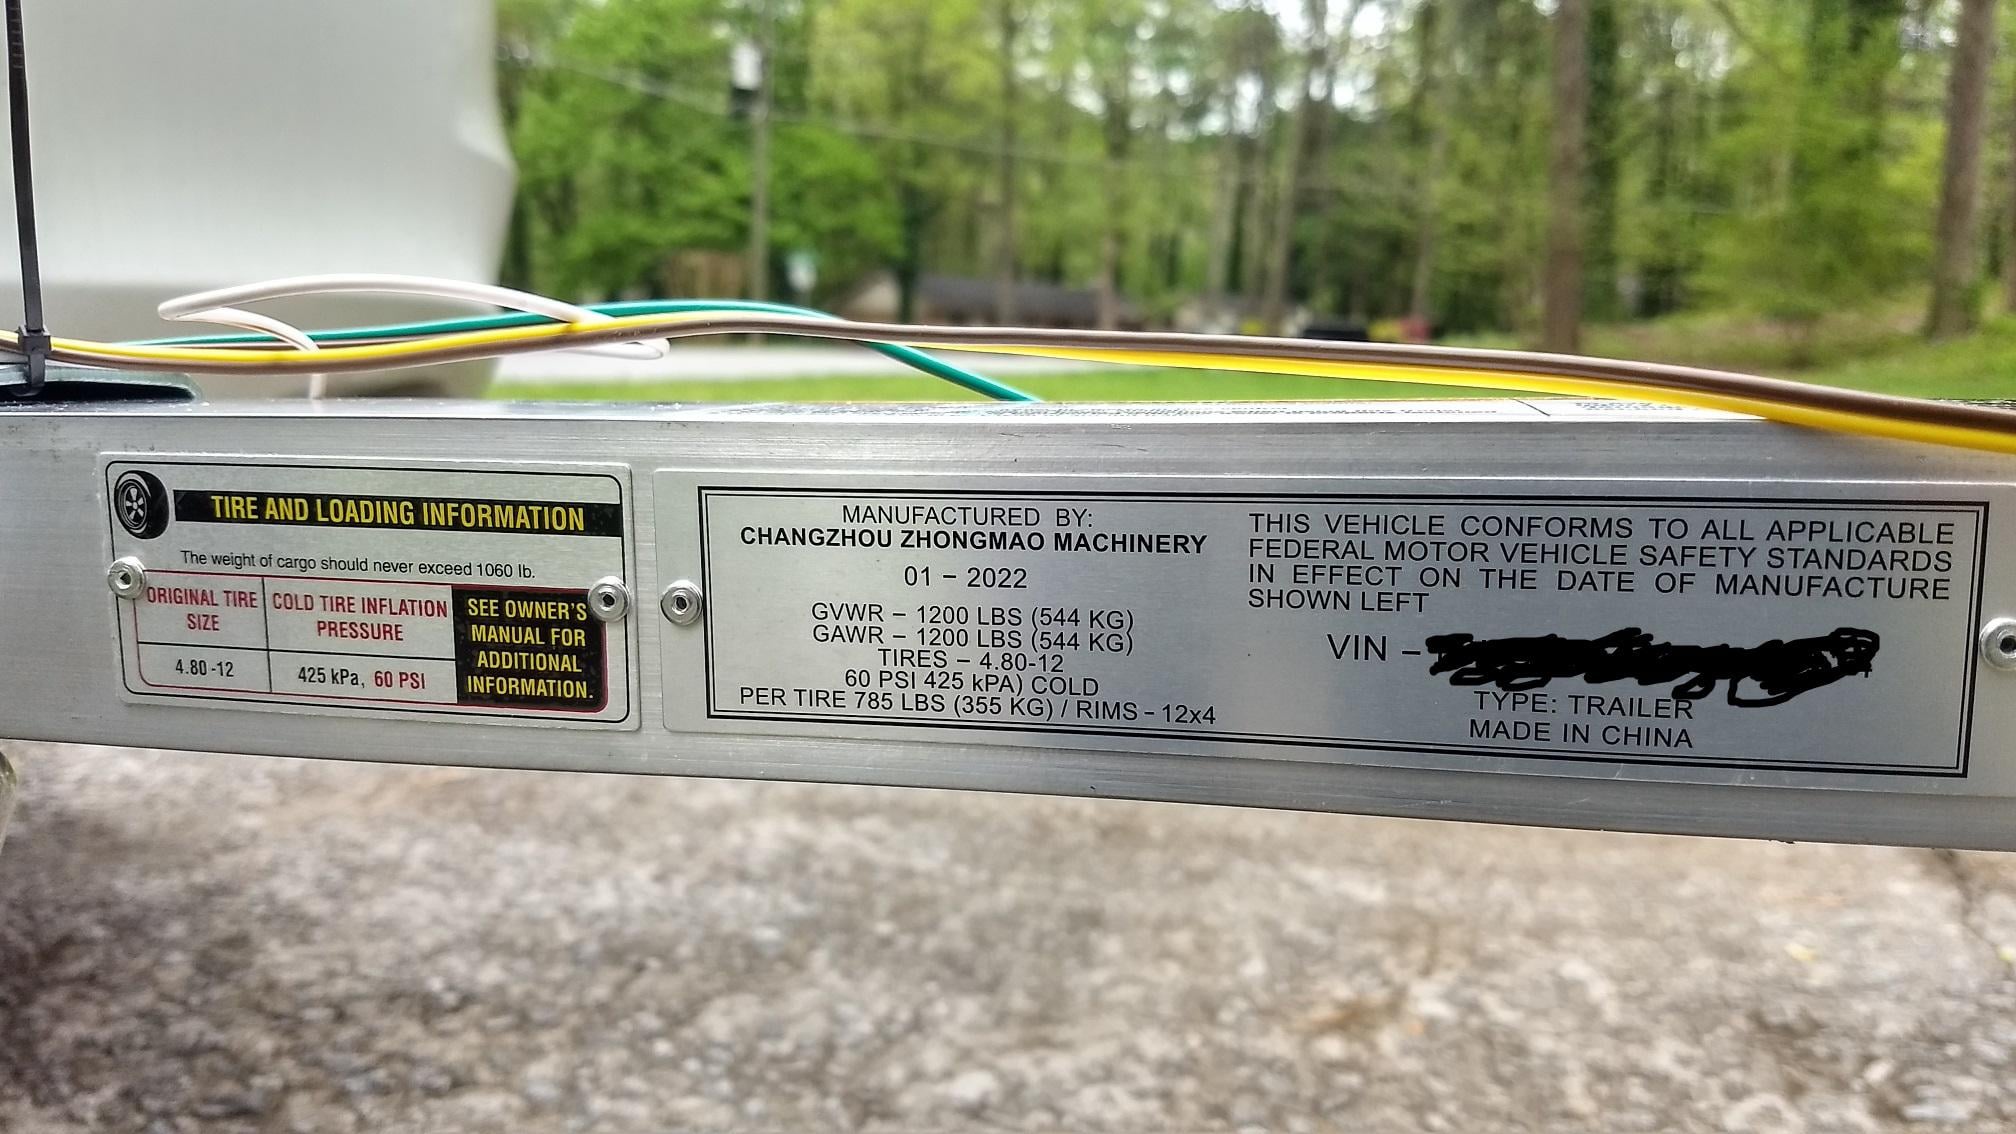 TIRE AND LOADING INFORMATION
The weight of cargo should never exceed 1060 lb.
ORIGINAL TIRE
SIZE
COLD TIRE INFLATION
PRESSURE
4.80-12
425 kPa, 60 PSI
SEE OWNER'S
MANUAL FOR
ADDITIONAL
INFORMATION.
MANUFACTURED BY:
CHANGZHOU ZHONGMAO MACHINERY
01 - 2022
GVWR - 1200 LBS (544 KG)
GAWR - 1200 LBS (544 KG)
TIRES - 4.80-12
60 PSI 425 kPA) COLD
PER TIRE 785 LBS (355 KG) / RIMS - 12x4
THIS VEHICLE CONFORMS TO ALL APPLICABLE
FEDERAL MOTOR VEHICLE SAFETY STANDARDS
IN EFFECT ON THE DATE OF MANUFACTURE
SHOWN LEFT
VIN -
TYPE: TRAILER
MADE IN CHINA